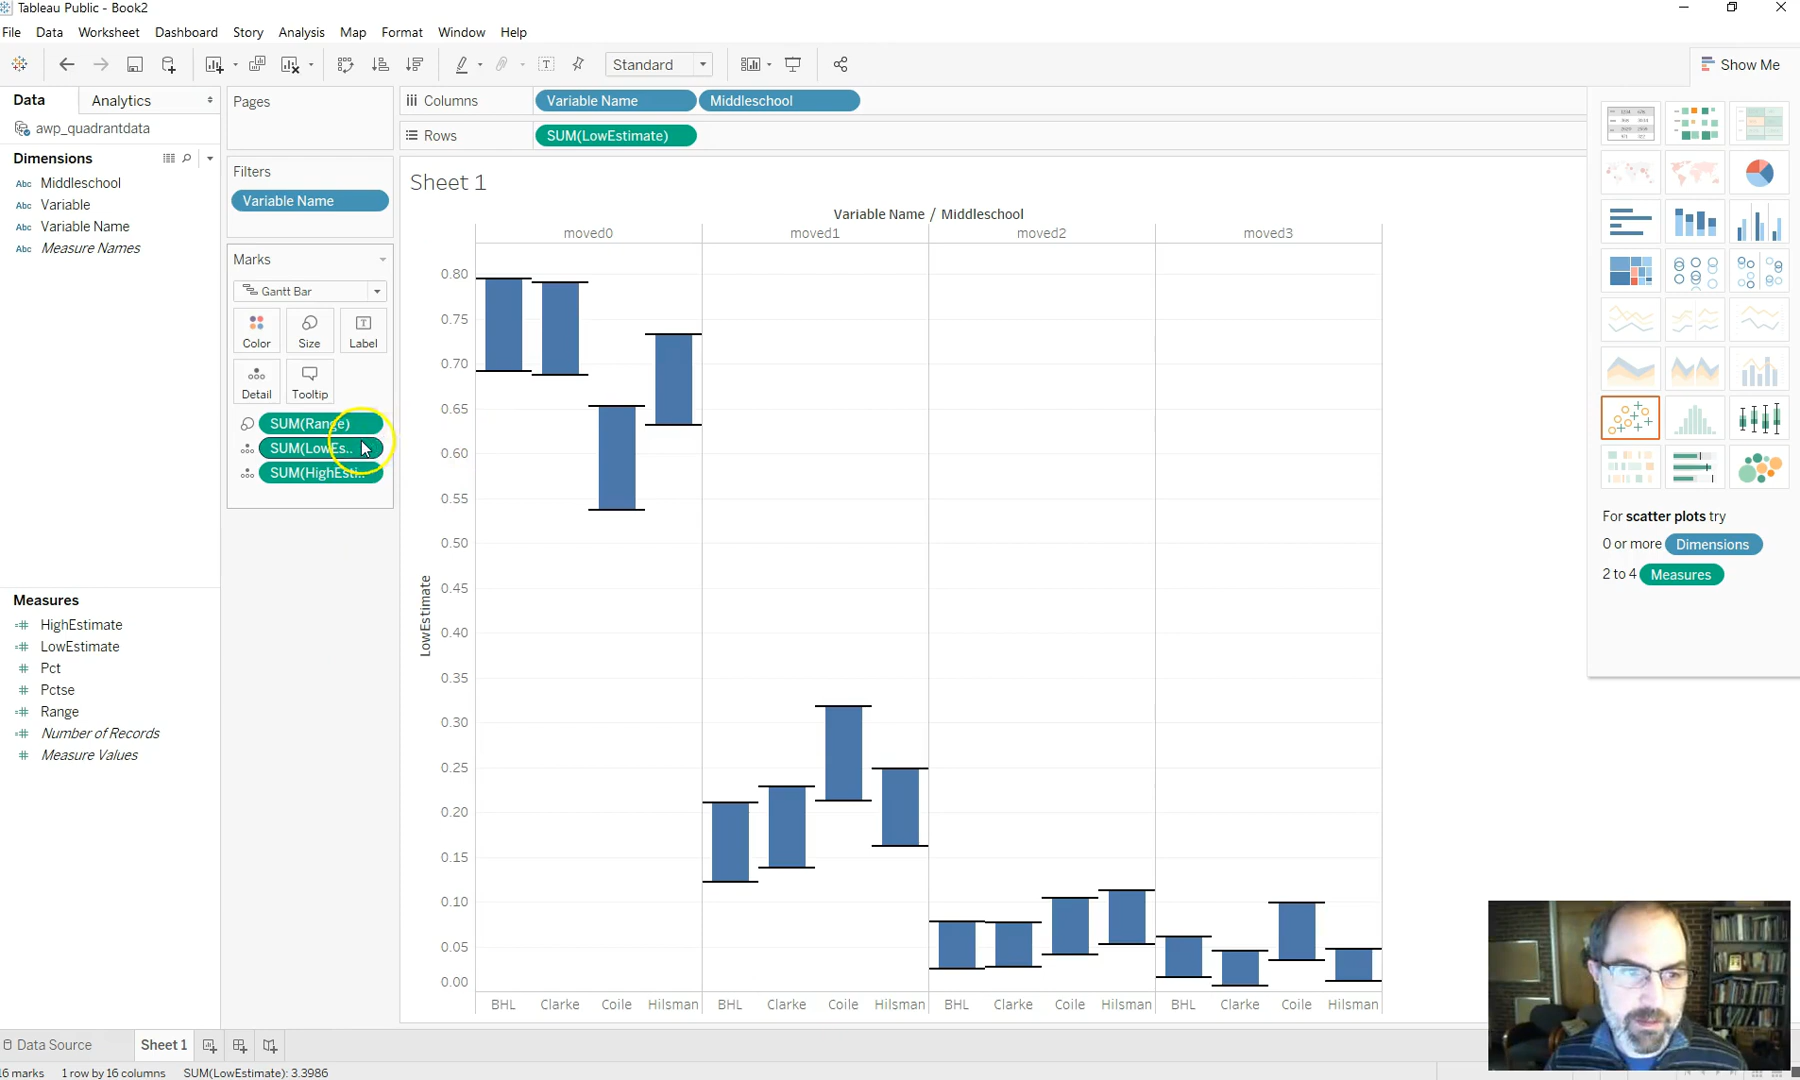 Tableau Public - Book2
File Data Worksheet Dashboard Story Analysis Map Format Window Help
Standard
Show Me
Data
Analytics
awp_quadrantdata
Dimensions
Abc Middleschool
Abc Variable
Abc Variable Name
Abc Measure Names
Measures
HighEstimate
LowEstimate
Pct
Pctse
Range
Number of Records
Measure Values
Pages
Filters
Variable Name
Marks
Gantt Bar
Color Size Label
Detail Tooltip
SUM(Range)
SUM(LowEs..
SUM(HighEsti..
Columns Variable Name Middleschool
Rows SUM(LowEstimate)
Sheet 1
Variable Name / Middleschool
moved0 moved1 moved2 moved3
LowEstimate
0.80
0.75
0.70
0.65
0.60
0.55
0.50
0.45
0.40
0.35
0.30
0.25
0.20
0.15
0.10
0.05
0.00
BHL Clarke Coile Hilsman BHL Clarke Coile Hilsman BHL Clarke Coile Hilsman BHL Clarke Coile Hilsman
For scatter plots try
0 or more Dimensions
2 to 4 Measures
Data Source
Sheet 1
16 marks 1 row by 16 columns SUM(LowEstimate): 3.3986